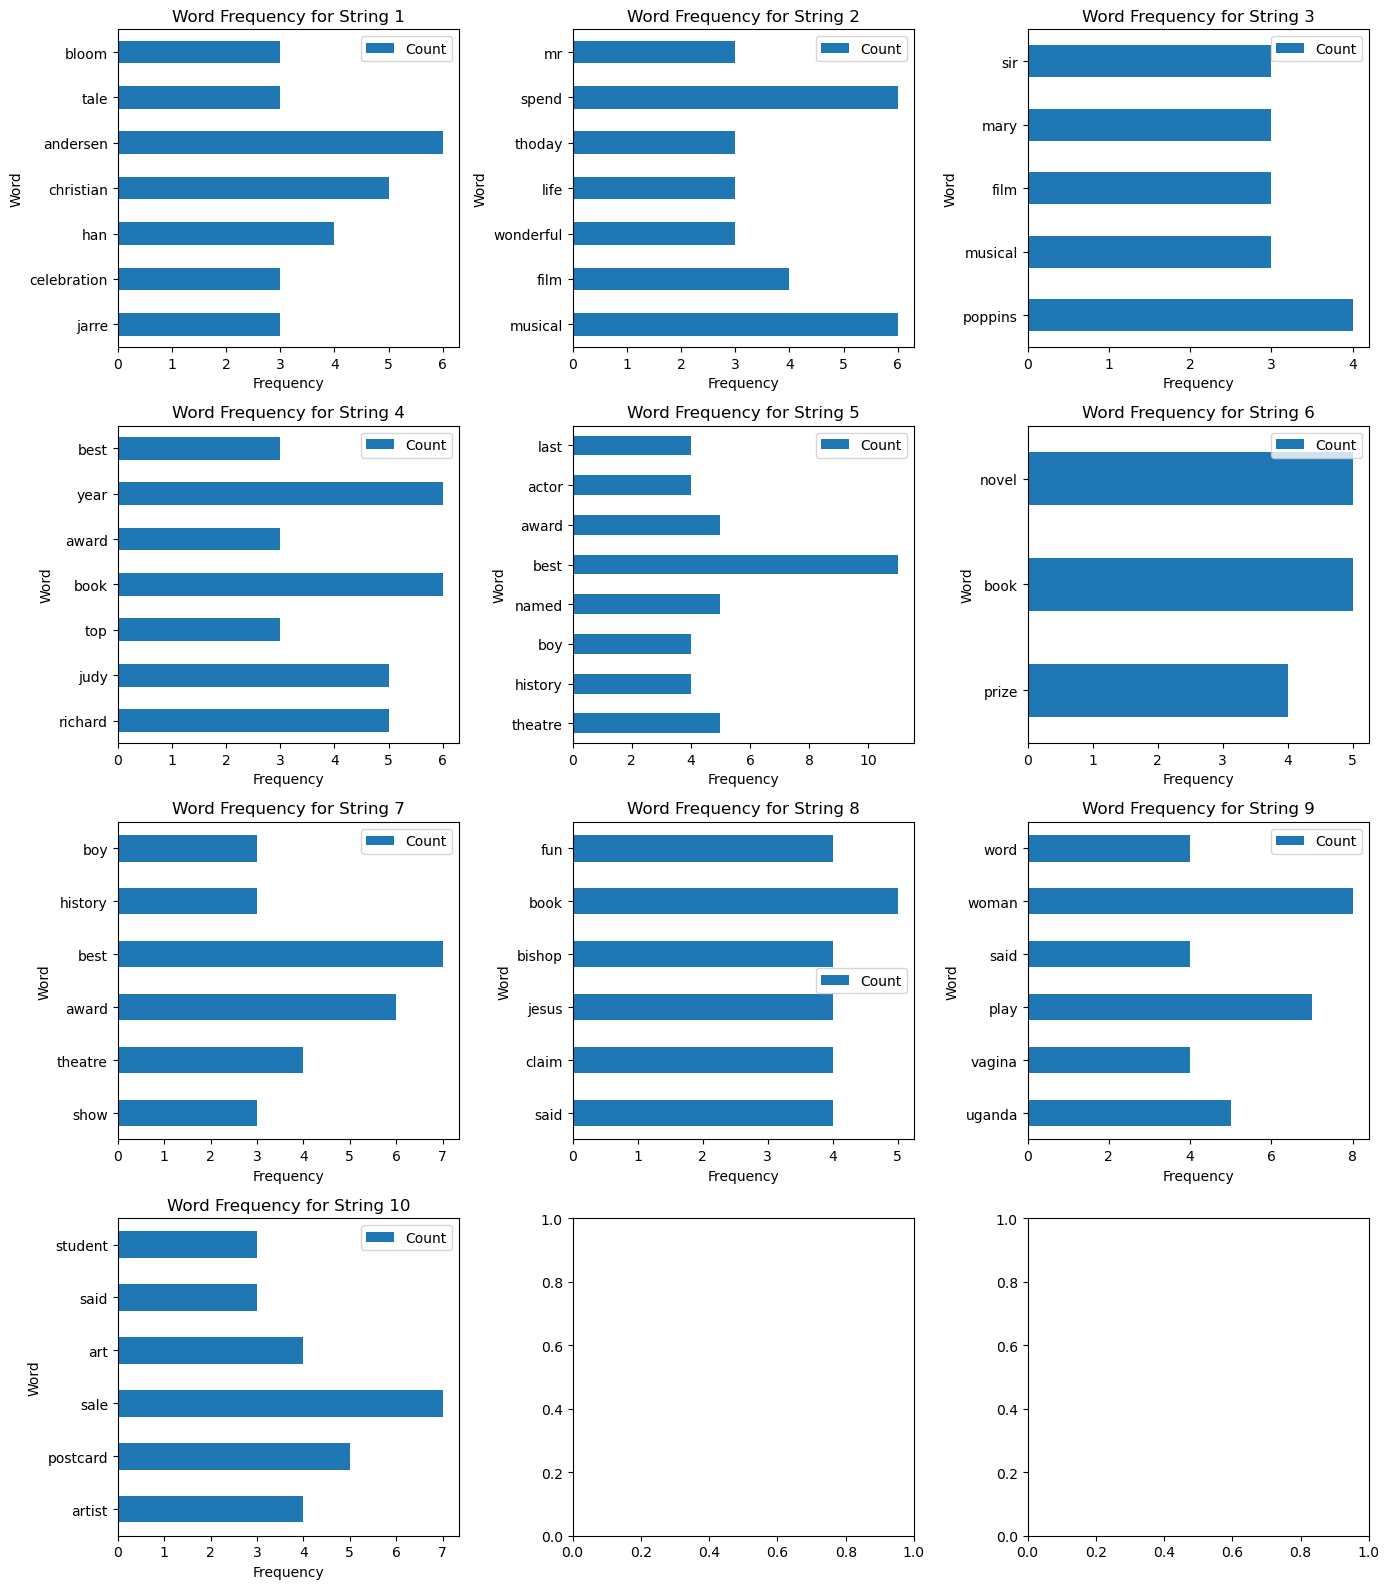 Word Frequency for String 1
Count
Word
bloom
tale
andersen
christian
han
celebration
jarre
0 1 2 3 4 5 6
Frequency
Word Frequency for String 2
Count
Word
mr
spend
thoday
life
wonderful
film
musical
0 1 2 3 4 5 6
Frequency
Word Frequency for String 3
Count
Word
sir
mary
film
musical
poppins
0 1 2 3 4
Frequency
Word Frequency for String 4
Count
Word
best
year
award
book
top
judy
richard
0 1 2 3 4 5 6
Frequency
Word Frequency for String 5
Count
Word
last
actor
award
best
named
boy
history
theatre
0 2 4 6 8 10
Frequency
Word Frequency for String 6
Count
Word
novel
book
prize
0 1 2 3 4 5
Frequency
Word Frequency for String 7
Count
Word
boy
history
best
award
theatre
show
0 1 2 3 4 5 6 7
Frequency
Word Frequency for String 8
Count
Word
fun
book
bishop
jesus
claim
said
0 1 2 3 4 5
Frequency
Word Frequency for String 9
Count
Word
word
woman
said
play
vagina
uganda
0 2 4 6 8
Frequency
Word Frequency for String 10
Count
Word
student
said
art
sale
postcard
artist
0 1 2 3 4 5 6 7
Frequency
1.0
0.8
0.6
0.4
0.2
0.0
0.0 0.2 0.4 0.6 0.8 1.0
1.0
0.8
0.6
0.4
0.2
0.0
0.0 0.2 0.4 0.6 0.8 1.0